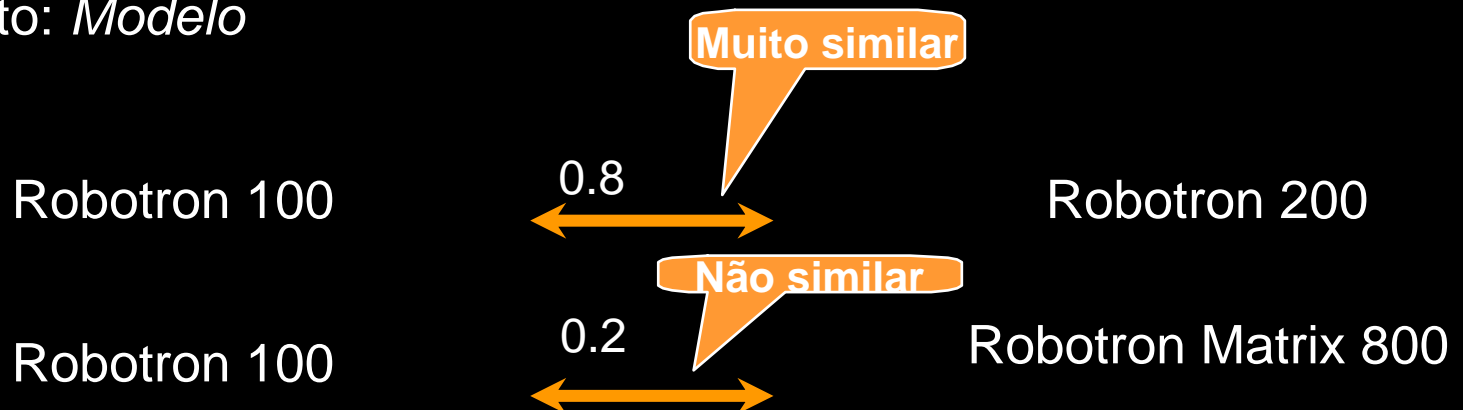 to: Modelo
Muito similar
Robotron 100 0.8 Robotron 200
Não similar
Robotron 100 0.2 Robotron Matrix 800